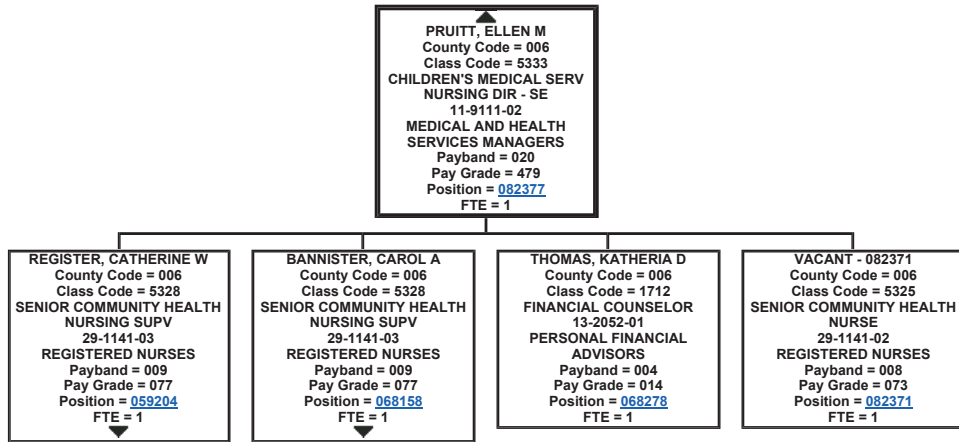 PRUITT, ELLEN M
County Code = 006
Class Code = 5333
CHILDREN'S MEDICAL SERV
NURSING DIR - SE
11-9111-02
MEDICAL AND HEALTH
SERVICES MANAGERS
Payband = 020
Pay Grade = 479
Position = 082377
FTE = 1
REGISTER, CATHERINE W
County Code = 006
Class Code = 5328
SENIOR COMMUNITY HEALTH
NURSING SUPV
29-1141-03
REGISTERED NURSES
Payband = 009
Pay Grade = 077
Position = 059204
FTE = 1
BANNISTER, CAROL A
County Code = 006
Class Code = 5328
SENIOR COMMUNITY HEALTH
NURSING SUPV
29-1141-03
REGISTERED NURSES
Payband = 009
Pay Grade = 077
Position = 068158
FTE = 1
THOMAS, KATHERIA D
County Code = 006
Class Code = 1712
FINANCIAL COUNSELOR
13-2052-01
PERSONAL FINANCIAL
ADVISORS
Payband = 004
Pay Grade = 014
Position = 068278
FTE = 1
VACANT - 082371
County Code = 006
Class Code = 5325
SENIOR COMMUNITY HEALTH
NURSE
29-1141-02
REGISTERED NURSES
Payband = 008
Pay Grade = 073
Position = 082371
FTE = 1